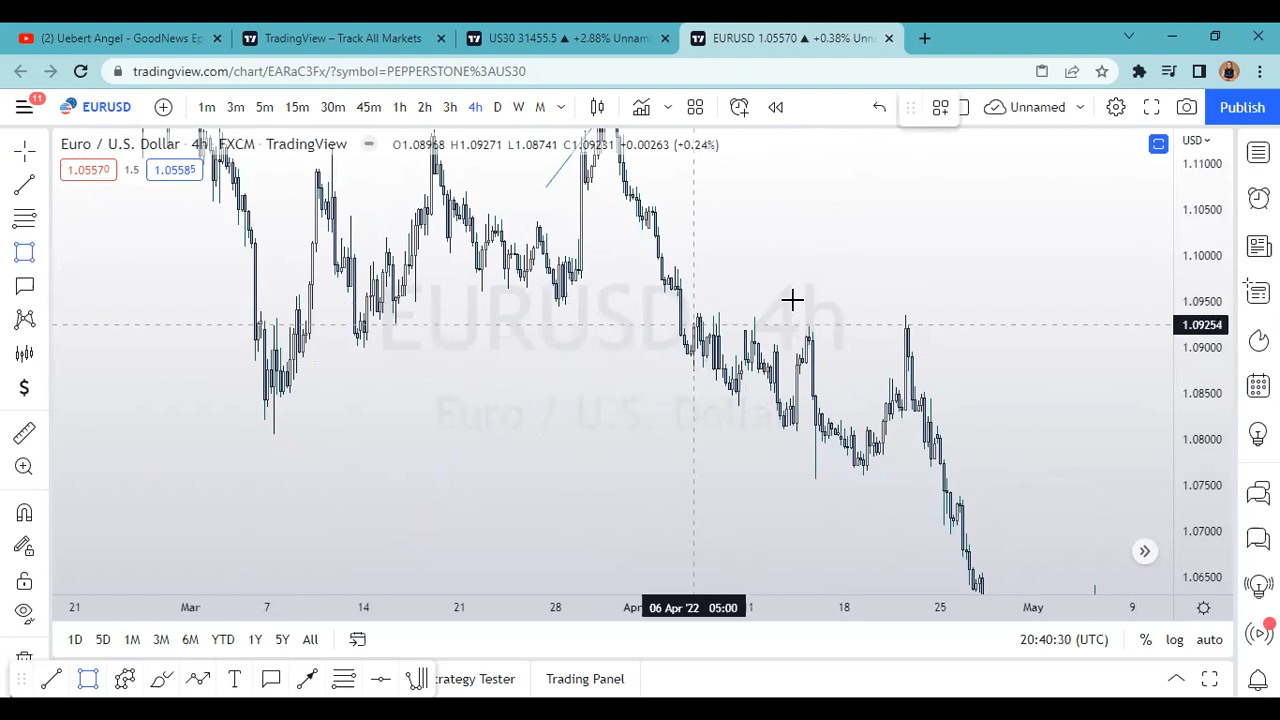 (2) Uebert Angel - GoodNews Ep
TradingView – Track All Markets
US30 31455.5 ▲ +2.88% Unnam
EURUSD 1.05570 ▲ +0.38% Unna
tradingview.com/chart/EARaC3Fx/?symbol=PEPPERSTONE%3AUS30
11
EURUSD
1m 3m 5m 15m 30m 45m 1h 2h 3h 4h D W M
Unnamed
Publish
Euro / U.S. Dollar · 4h · FXCM · TradingView
O1.08968 H1.09271 L1.08741 C1.09231 +0.00263 (+0.24%)
USD
1.05570 1.5 1.05585
1.11000
1.10500
1.10000
1.09500
1.09254
1.09000
1.08500
1.08000
1.07500
1.07000
1.06500
EURUSD, 4h
Euro / U.S. Dollar
21 Mar 7 14 21 28 Apr 06 Apr '22 05:00 1 18 25 May 9
1D 5D 1M 3M 6M YTD 1Y 5Y All
20:40:30 (UTC) % log auto
trategy Tester Trading Panel